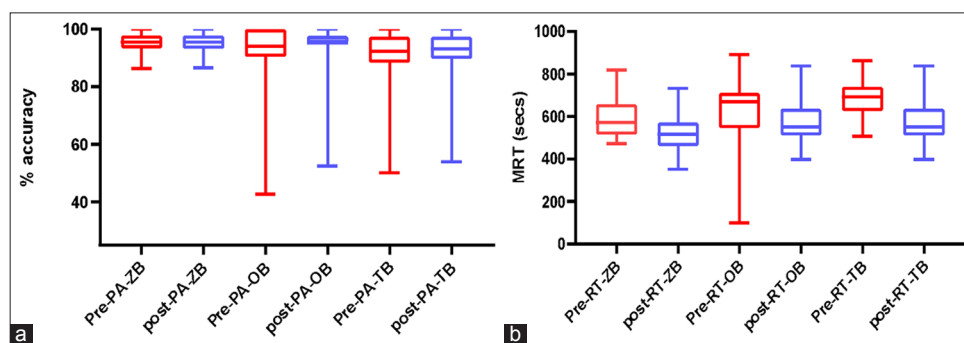 % accuracy
100
80
60
40
Pre-PA-ZB
post-PA-ZB
Pre-PA-OB
post-PA-OB
Pre-PA-TB
post-PA-TB
a
MRT (secs)
1000
800
600
400
200
0
Pre-RT-ZB
post-RT-ZB
Pre-RT-OB
post-RT-OB
Pre-RT-TB
post-RT-TB
b